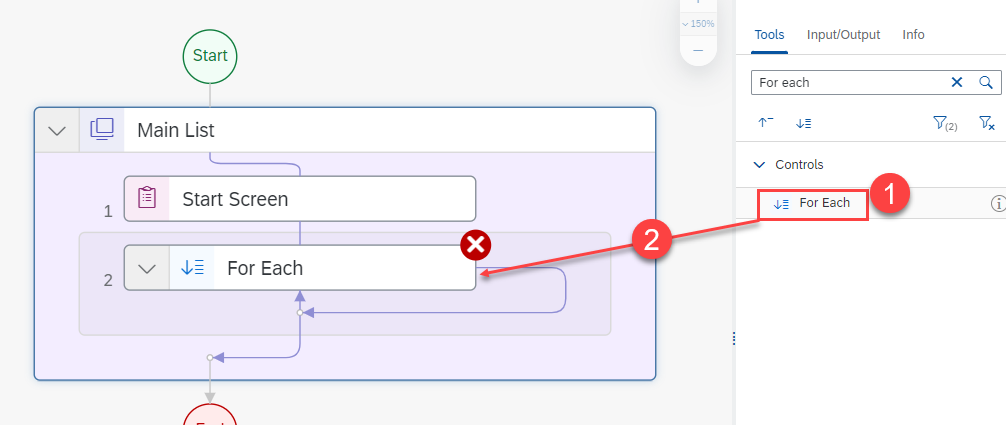 Start
Main List
1
Start Screen
2
For Each
150%
Tools
Input/Output
Info
For each
(2)
Controls
For Each
1
2